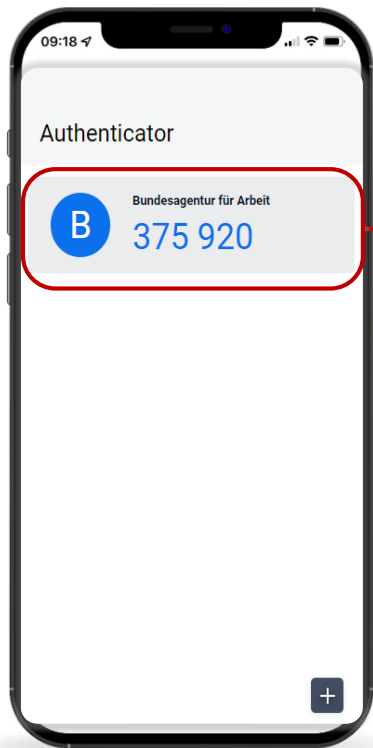 09:18
Authenticator
B
Bundesagentur für Arbeit
375 920
+